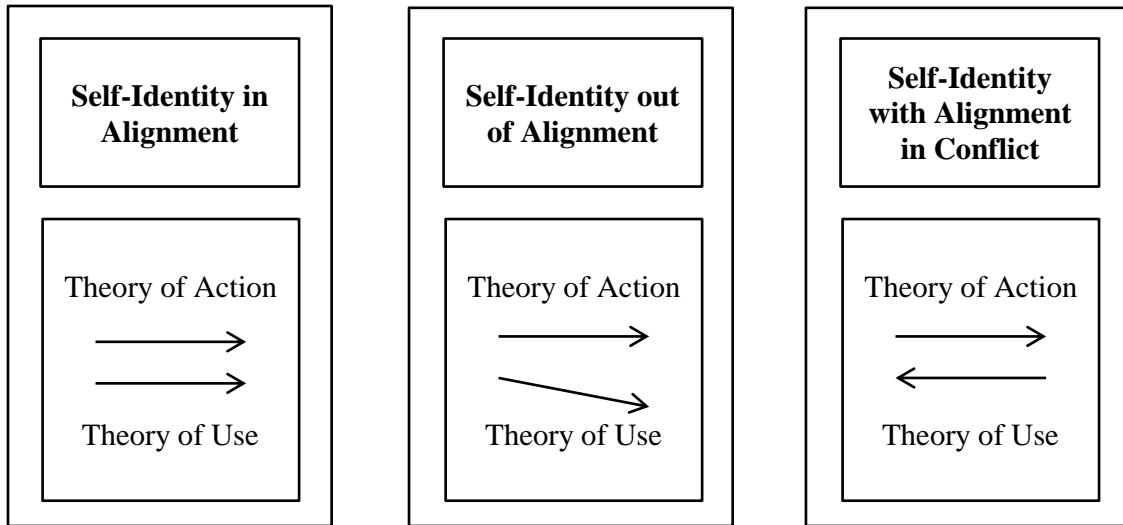 Self-Identity in
Alignment
Theory of Action
Theory of Use
Self-Identity out
of Alignment
Theory of Action
Theory of Use
Self-Identity
with Alignment
in Conflict
Theory of Action
Theory of Use